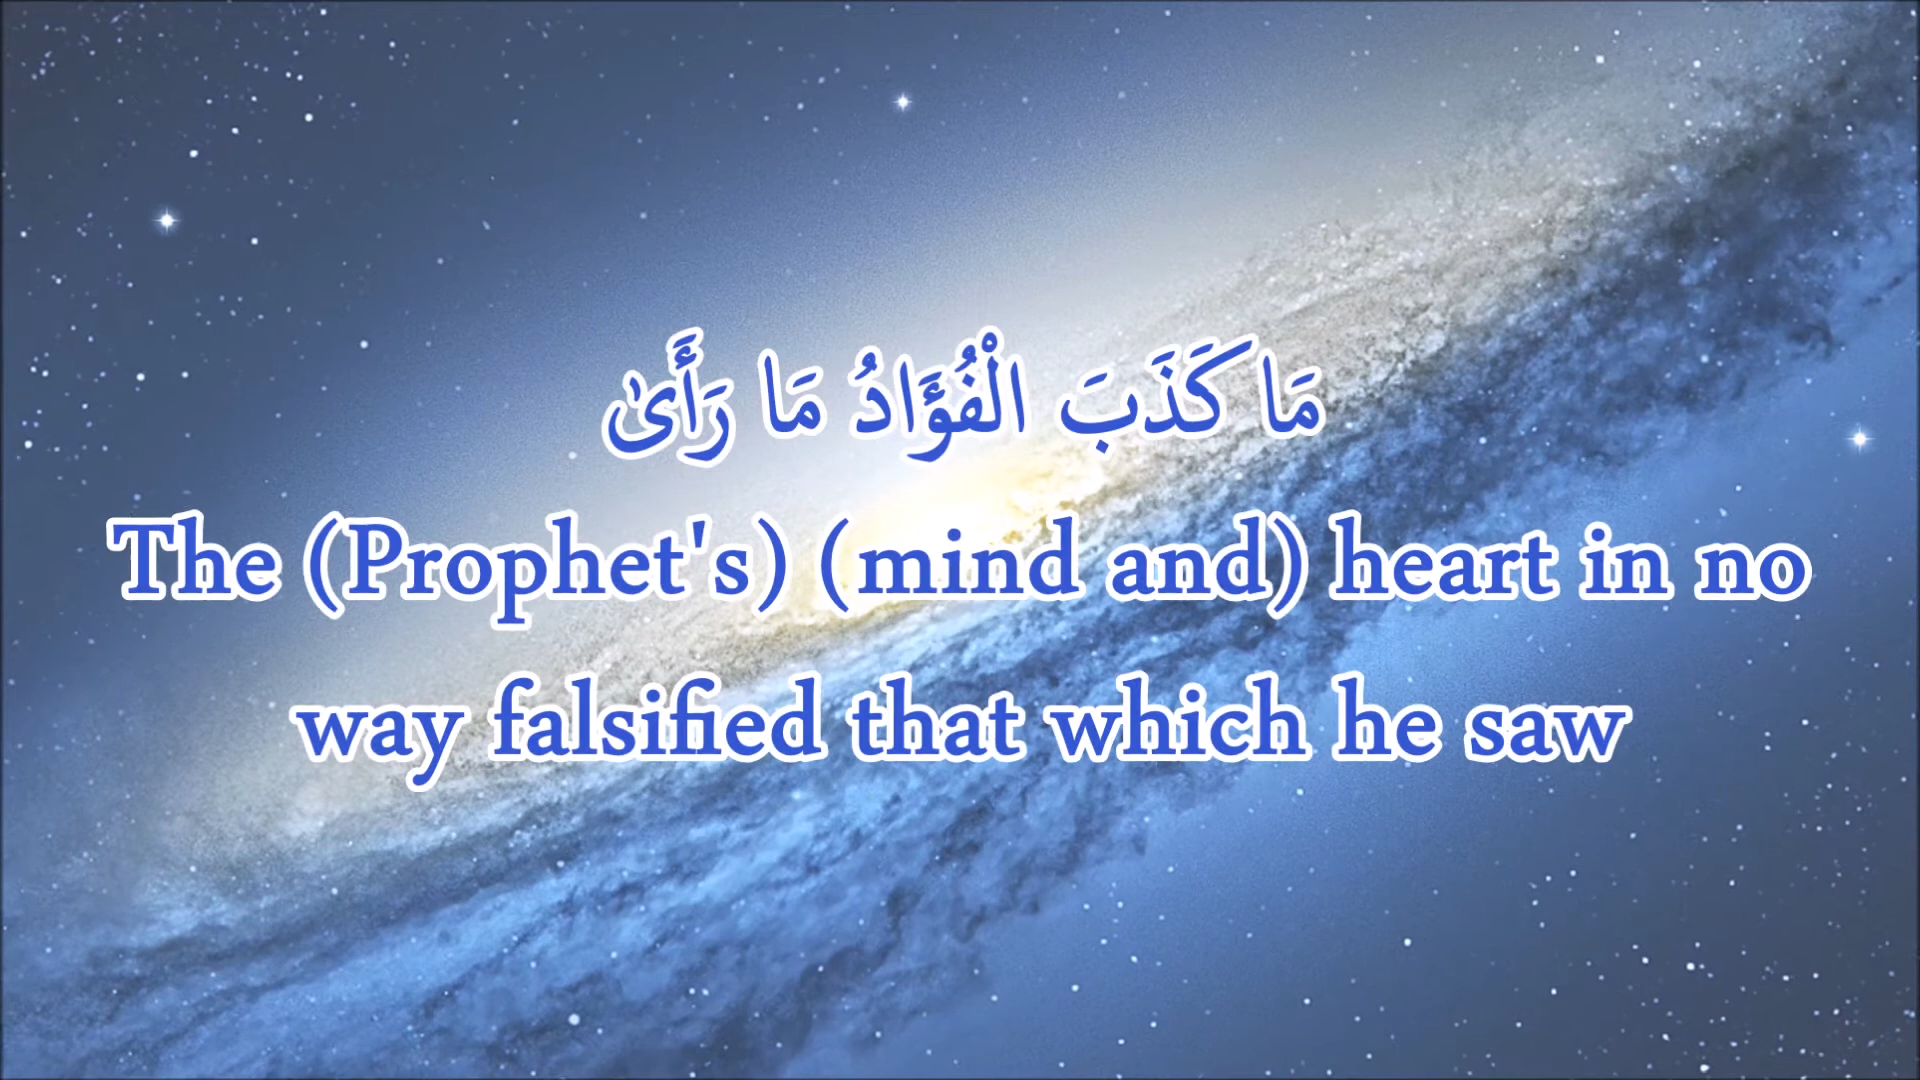 مَا كَذَبَ الْفُؤَادُ مَا رَأَىٰ
The (Prophet's) (mind and) heart in no
way falsified that which he saw